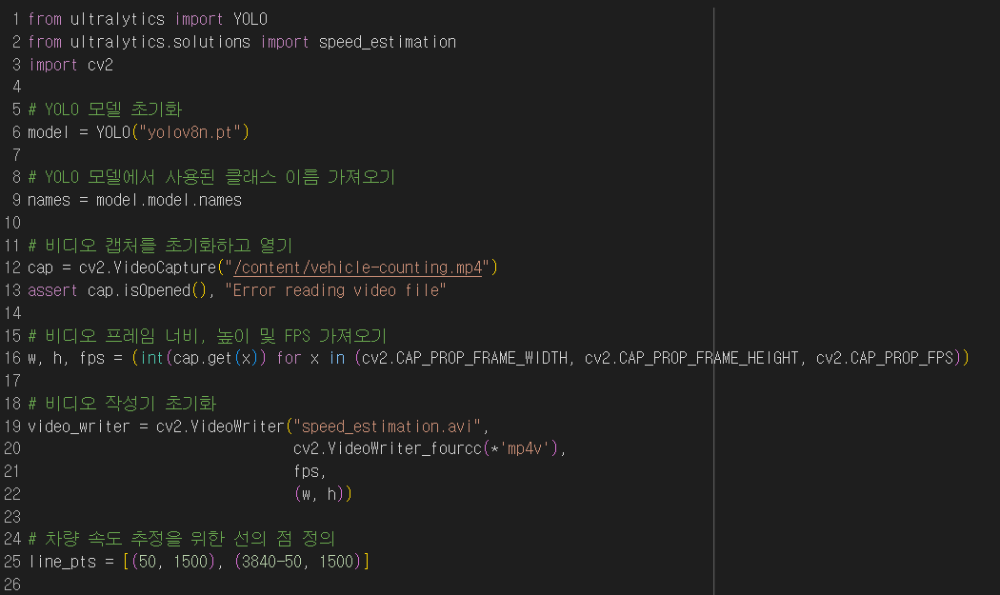 1 from ultralytics import YOLO
2 from ultralytics.solutions import speed_estimation
3 import cv2
4
5 # YOLO 모델 초기화
6 model = YOLO("yolov8n.pt")
7
8 # YOLO 모델에서 사용된 클래스 이름 가져오기
9 names = model.model.names
10
11 # 비디오 캡처를 초기화하고 열기
12 cap = cv2.VideoCapture("/content/vehicle-counting.mp4")
13 assert cap.isOpened(), "Error reading video file"
14
15 # 비디오 프레임 너비, 높이 및 FPS 가져오기
16 w, h, fps = (int(cap.get(x)) for x in (cv2.CAP_PROP_FRAME_WIDTH, cv2.CAP_PROP_FRAME_HEIGHT, cv2.CAP_PROP_FPS))
17
18 # 비디오 작성기 초기화
19 video_writer = cv2.VideoWriter("speed_estimation.avi",
20                                cv2.VideoWriter_fourcc(*'mp4v'),
21                                fps,
22                                (w, h))
23
24 # 차량 속도 추정을 위한 선의 점 정의
25 line_pts = [(50, 1500), (3840-50, 1500)]
26